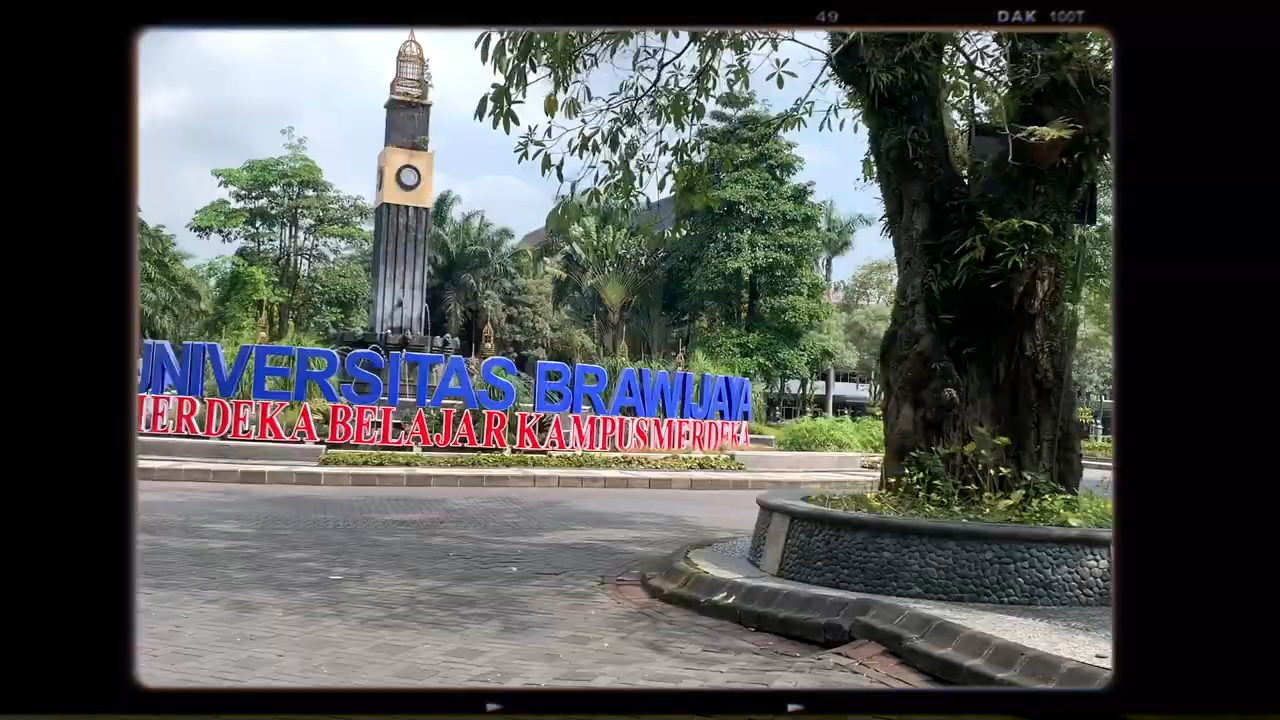 49 DAK 100T
UNIVERSITAS BRAWIJAYA
MERDEKA BELAJAR KAMPUS MERDEKA